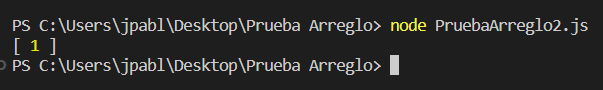 PS C:\Users\jpabl\Desktop\Prueba Arreglo> node PruebaArreglo2.js
[ 1 ]
PS C:\Users\jpabl\Desktop\Prueba Arreglo>